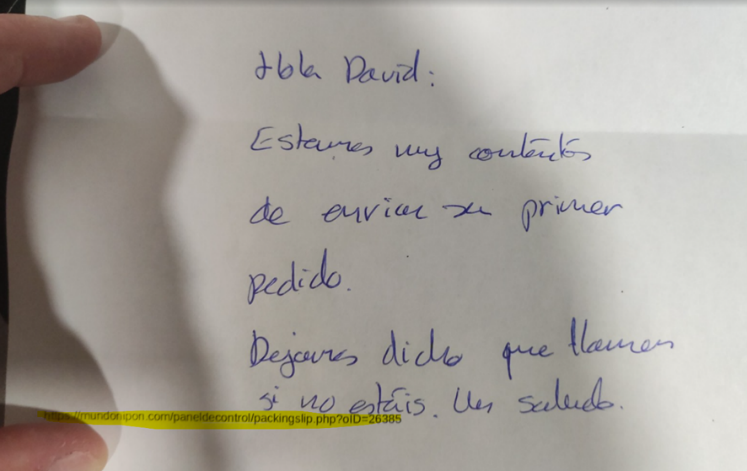 Hola David:
Estamos muy contentos
de enviar su primer
pedido.
Dejamos dicho que llamen
si no estáis. Un saludo.
https://mundonipon.com/paneldecontrol/packingslip.php?oID=26385